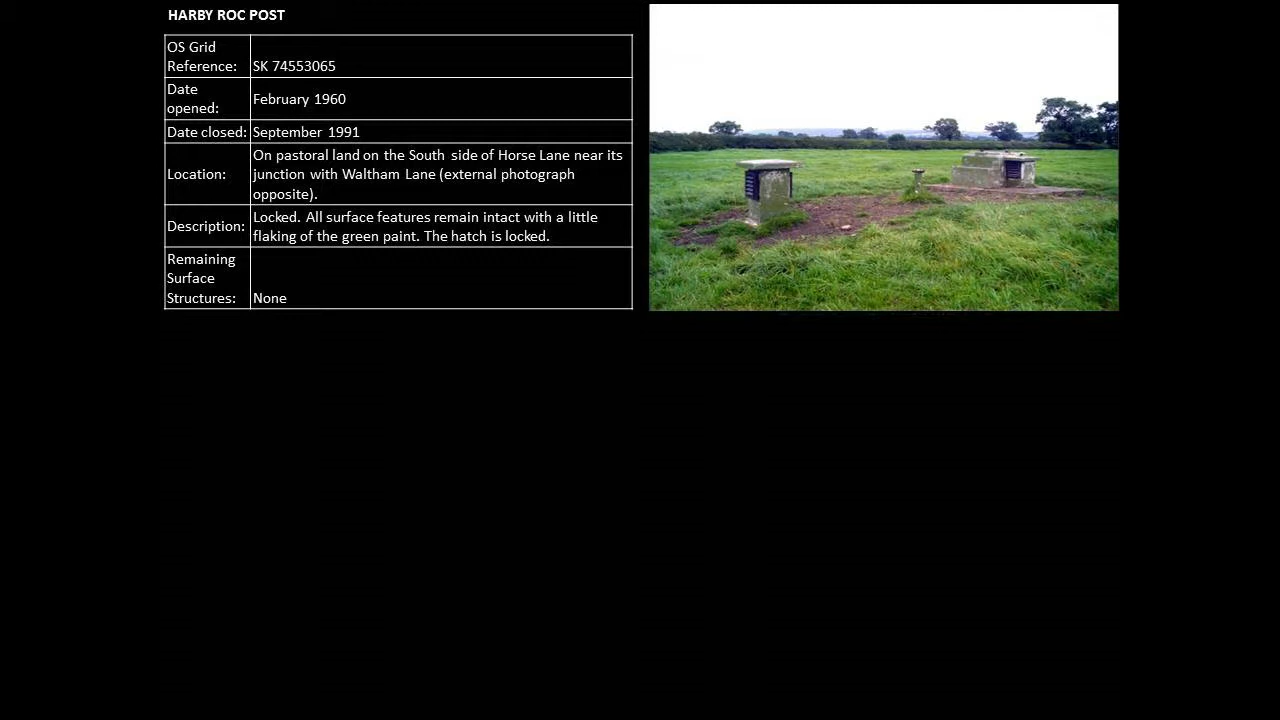 HARBY ROC POST
OS Grid
Reference:
SK 74553065
Date
opened:
February 1960
Date closed:
September 1991
Location:
On pastoral land on the South side of Horse Lane near its
junction with Waltham Lane (external photograph
opposite).
Description:
Locked. All surface features remain intact with a little
flaking of the green paint. The hatch is locked.
Remaining
Surface
Structures:
None